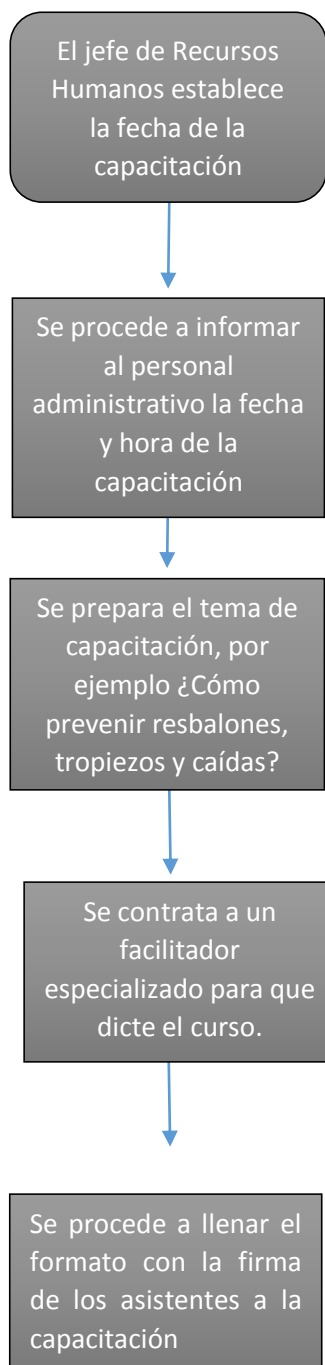 El jefe de Recursos
Humanos establece
la fecha de la
capacitación
Se procede a informar
al personal
administrativo la fecha
y hora de la
capacitación
Se prepara el tema de
capacitación, por
ejemplo ¿Cómo
prevenir resbalones,
tropiezos y caídas?
Se contrata a un
facilitador
especializado para que
dicte el curso.
Se procede a llenar el
formato con la firma
de los asistentes a la
capacitación